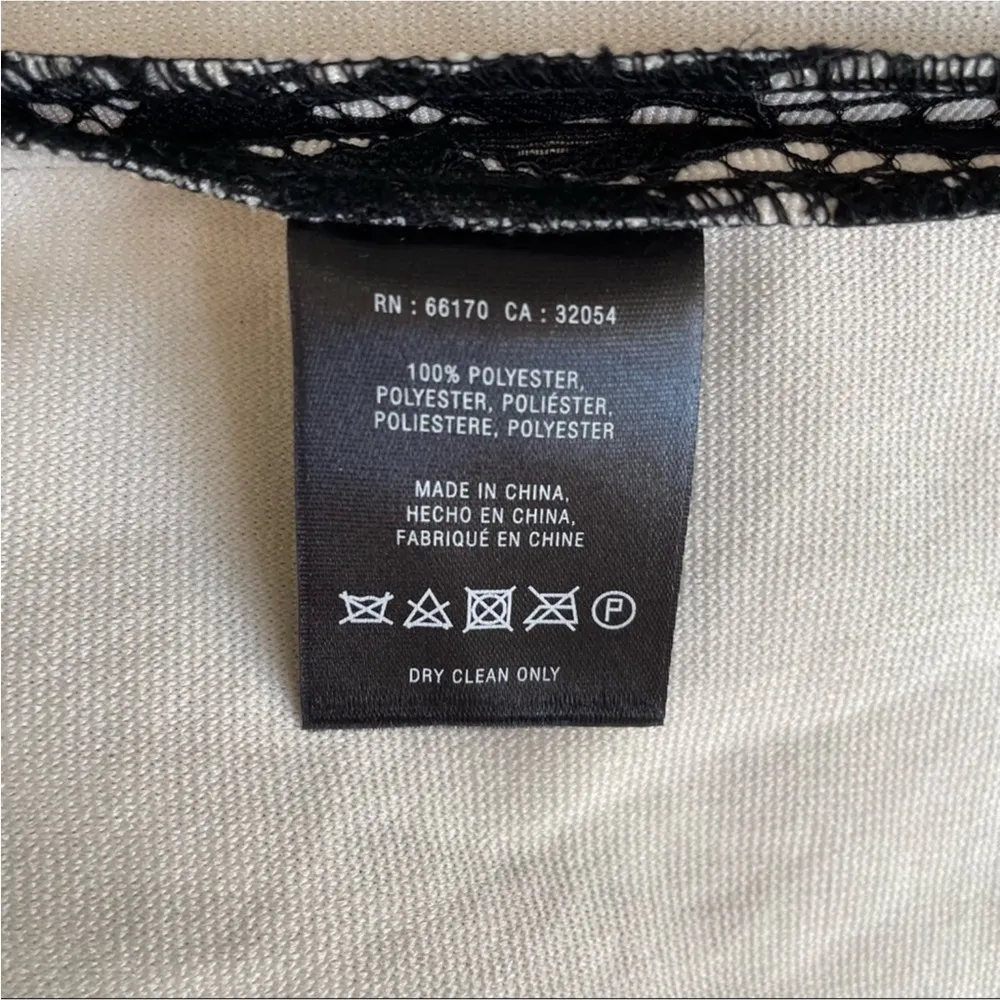 RN : 66170 CA : 32054
100% POLYESTER,
POLYESTER, POLIÉSTER,
POLIESTERE, POLYESTER
MADE IN CHINA,
HECHO EN CHINA,
FABRIQUÉ EN CHINE
P
DRY CLEAN ONLY